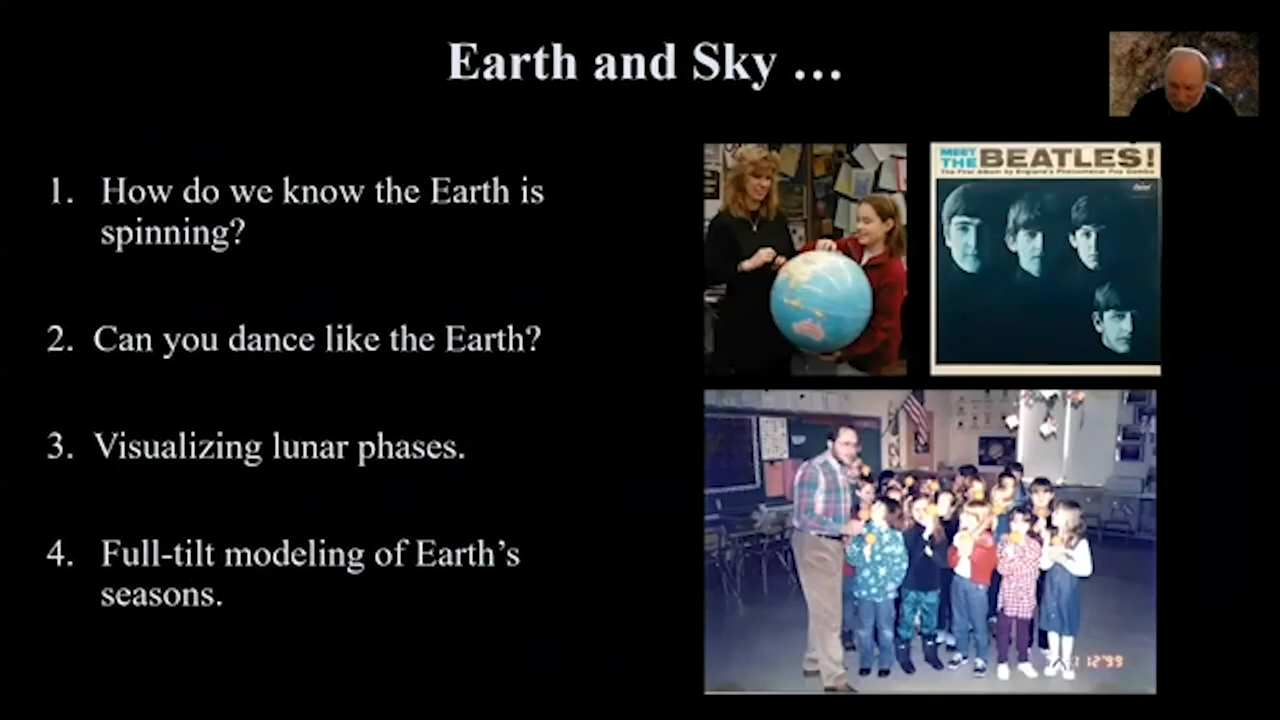 Earth and Sky …
1. How do we know the Earth is
spinning?
2. Can you dance like the Earth?
3. Visualizing lunar phases.
4. Full-tilt modeling of Earth’s
seasons.
MEET
THE BEATLES!
The First Album by England's Phenomenal Pop Combo
12'99